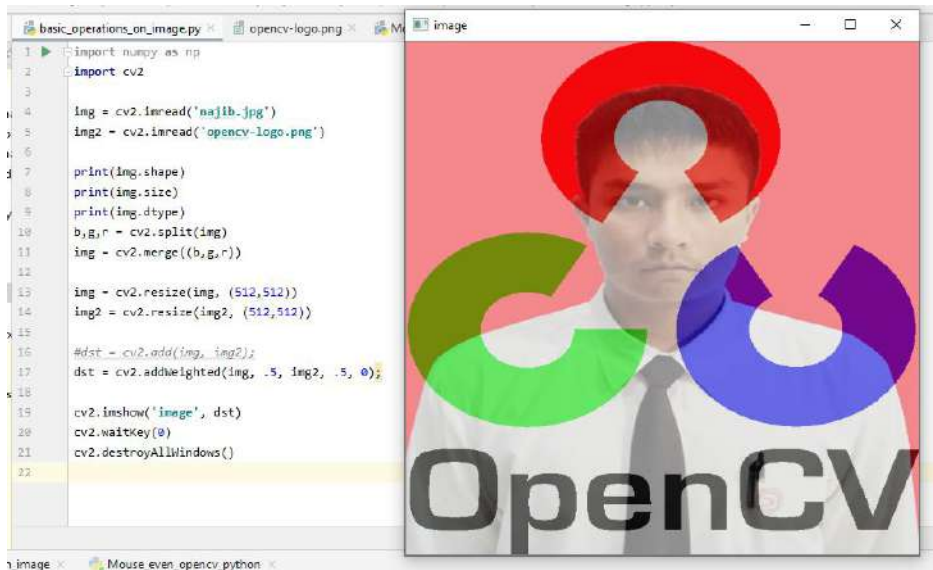 basic_operations_on_image.py
opencv-logo.png
image
1 import numpy as np
2 import cv2
3
4 img = cv2.imread('najib.jpg')
5 img2 = cv2.imread('opencv-logo.png')
6
7 print(img.shape)
8 print(img.size)
9 print(img.dtype)
10 b,g,r = cv2.split(img)
11 img = cv2.merge((b,g,r))
12
13 img = cv2.resize(img, (512,512))
14 img2 = cv2.resize(img2, (512,512))
15
16 #dst = cv2.add(img, img2);
17 dst = cv2.addWeighted(img, .5, img2, .5, 0);
18
19 cv2.imshow('image', dst)
20 cv2.waitKey(0)
21 cv2.destroyAllWindows()
22
OpenCV
image
Mouse even_opencv_python